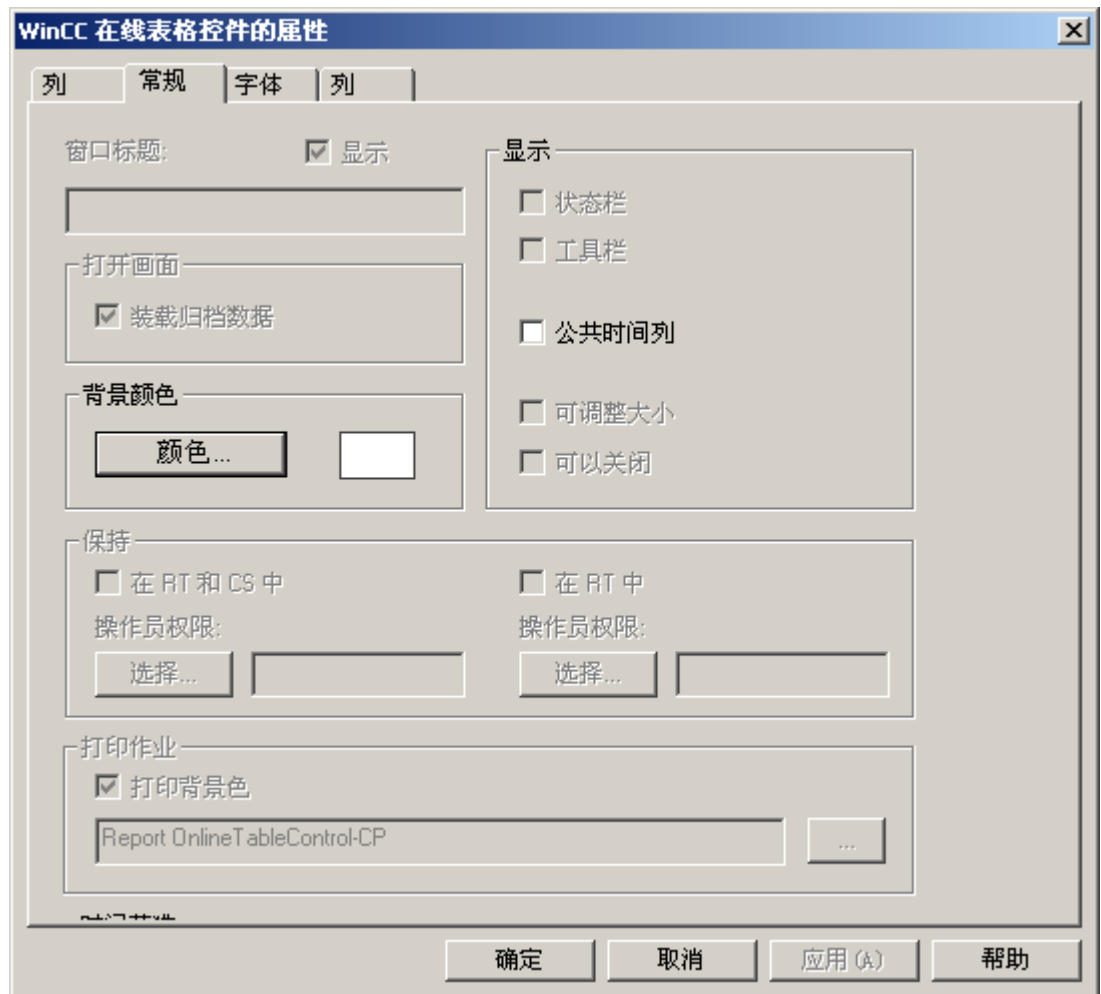 WinCC 在线表格控件的属性
列 常规 字体 列
窗口标题: 显示
打开画面
装载归档数据
背景颜色
颜色...
显示
状态栏
工具栏
公共时间列
可调整大小
可以关闭
保持
在 RT 和 CS 中 在 RT 中
操作员权限: 操作员权限:
选择... 选择...
打印作业
打印背景色
Report OnlineTableControl-CP ...
确定 取消 应用(A) 帮助